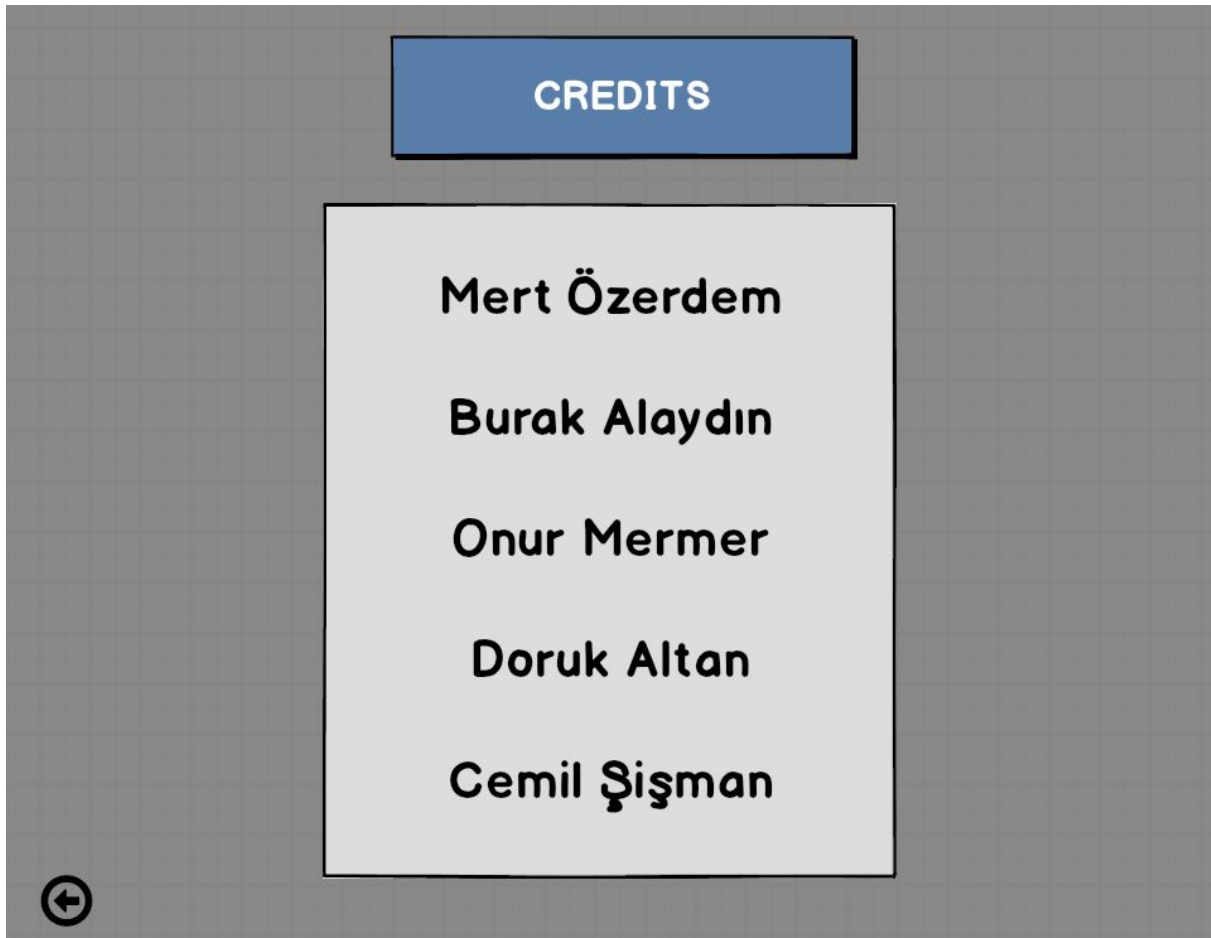 CREDITS
Mert Özerdem
Burak Alaydın
Onur Mermer
Doruk Altan
Cemil Şişman